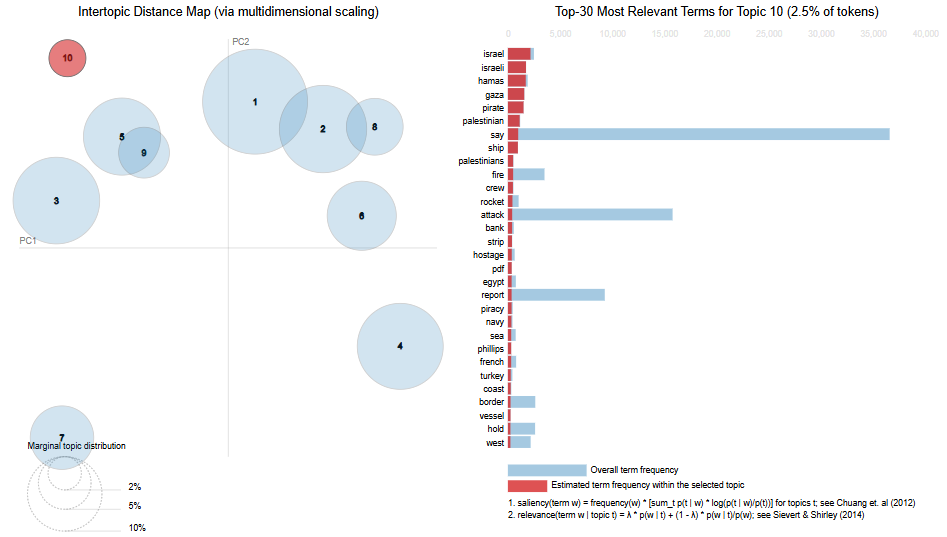 Intertopic Distance Map (via multidimensional scaling)
PC2
PC1
10
1
2
8
5
9
3
6
4
7
Marginal topic distribution
2%
5%
10%
Top-30 Most Relevant Terms for Topic 10 (2.5% of tokens)
0 5,000 10,000 15,000 20,000 25,000 30,000 35,000 40,000
israel
israeli
hamas
gaza
pirate
palestinian
say
ship
palestinians
fire
crew
rocket
attack
bank
strip
hostage
pdf
egypt
report
piracy
navy
sea
phillips
french
turkey
coast
border
vessel
hold
west
Overall term frequency
Estimated term frequency within the selected topic
1. saliency(term w) = frequency(w) * [sum_t p(t | w) * log(p(t | w)/p(t))] for topics t; see Chuang et. al (2012)
2. relevance(term w | topic t) = λ * p(w | t) + (1 - λ) * p(w | t)/p(w); see Sievert & Shirley (2014)